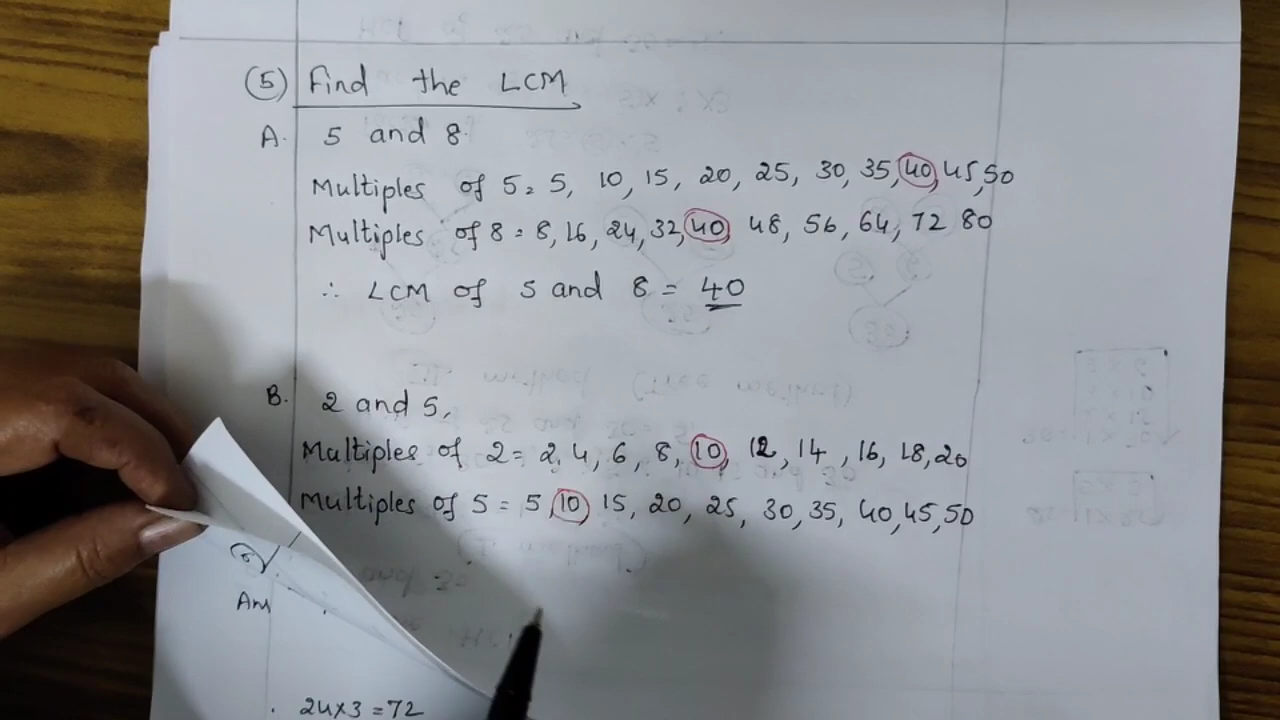 (5) Find the LCM
A. 5 and 8.
Multiples of 5 = 5, 10, 15, 20, 25, 30, 35, 40, 45, 50
Multiples of 8 = 8, 16, 24, 32, 40, 48, 56, 64, 72 80
∴ LCM of 5 and 8 = 40
B. 2 and 5,
Multiples of 2 = 2, 4, 6, 8, 10, 12, 14, 16, 18, 20
Multiples of 5 = 5, 10, 15, 20, 25, 30, 35, 40, 45, 50
Ans
24x3 = 72